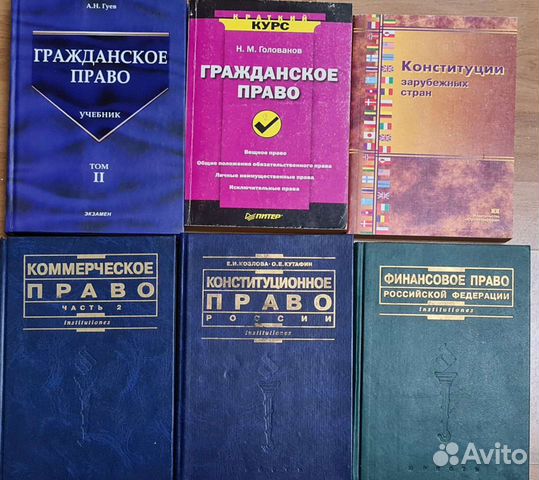 А.Н. Гуев
ГРАЖДАНСКОЕ
ПРАВО
УЧЕБНИК
ТОМ
II
ЭКЗАМЕН
КРАТКИЙ
КУРС
Н. М. Голованов
ГРАЖДАНСКОЕ
ПРАВО
Вещное право
Общие положения обязательственного права
Личные неимущественные права
Исключительные права
ПИТЕР
Конституции
зарубежных
стран
КОММЕРЧЕСКОЕ
ПРАВО
ЧАСТЬ 2
institutiones
Е.И.КОЗЛОВА·О.Е.КУТАФИН
КОНСТИТУЦИОННОЕ
ПРАВО
РОССИИ
institutiones
ФИНАНСОВОЕ ПРАВО
РОССИЙСКОЙ ФЕДЕРАЦИИ
institutiones
Avito